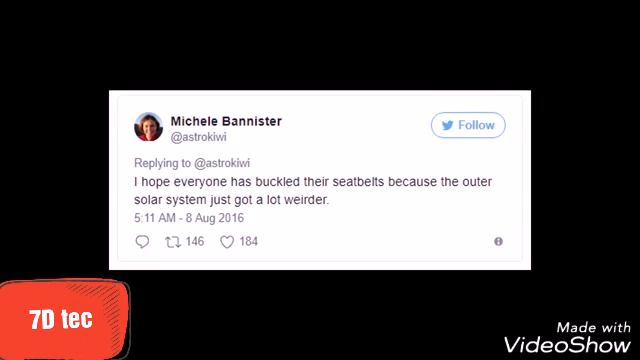 Michele Bannister
@astrokiwi
Follow
Replying to @astrokiwi
I hope everyone has buckled their seatbelts because the outer
solar system just got a lot weirder.
5:11 AM - 8 Aug 2016
146 184
7D tec
Made with
VideoShow